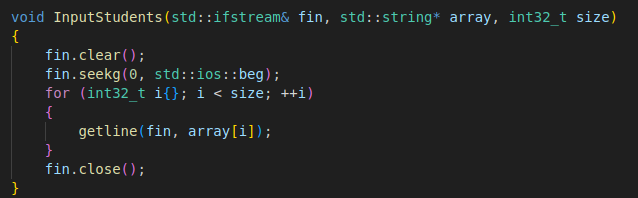 void InputStudents(std::ifstream& fin, std::string* array, int32_t size)
{
    fin.clear();
    fin.seekg(0, std::ios::beg);
    for (int32_t i{}; i < size; ++i)
    {
        getline(fin, array[i]);
    }
    fin.close();
}